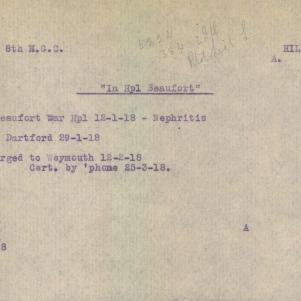 8th M.G.C.
HIL
A.
"In Hpl Beaufort"
eaufort War Hpl 12-1-18 - Nephritis
Dartford 29-1-18
rged to Weymouth 12-2-18
Cert. by 'phone 25-3-18.
A
8